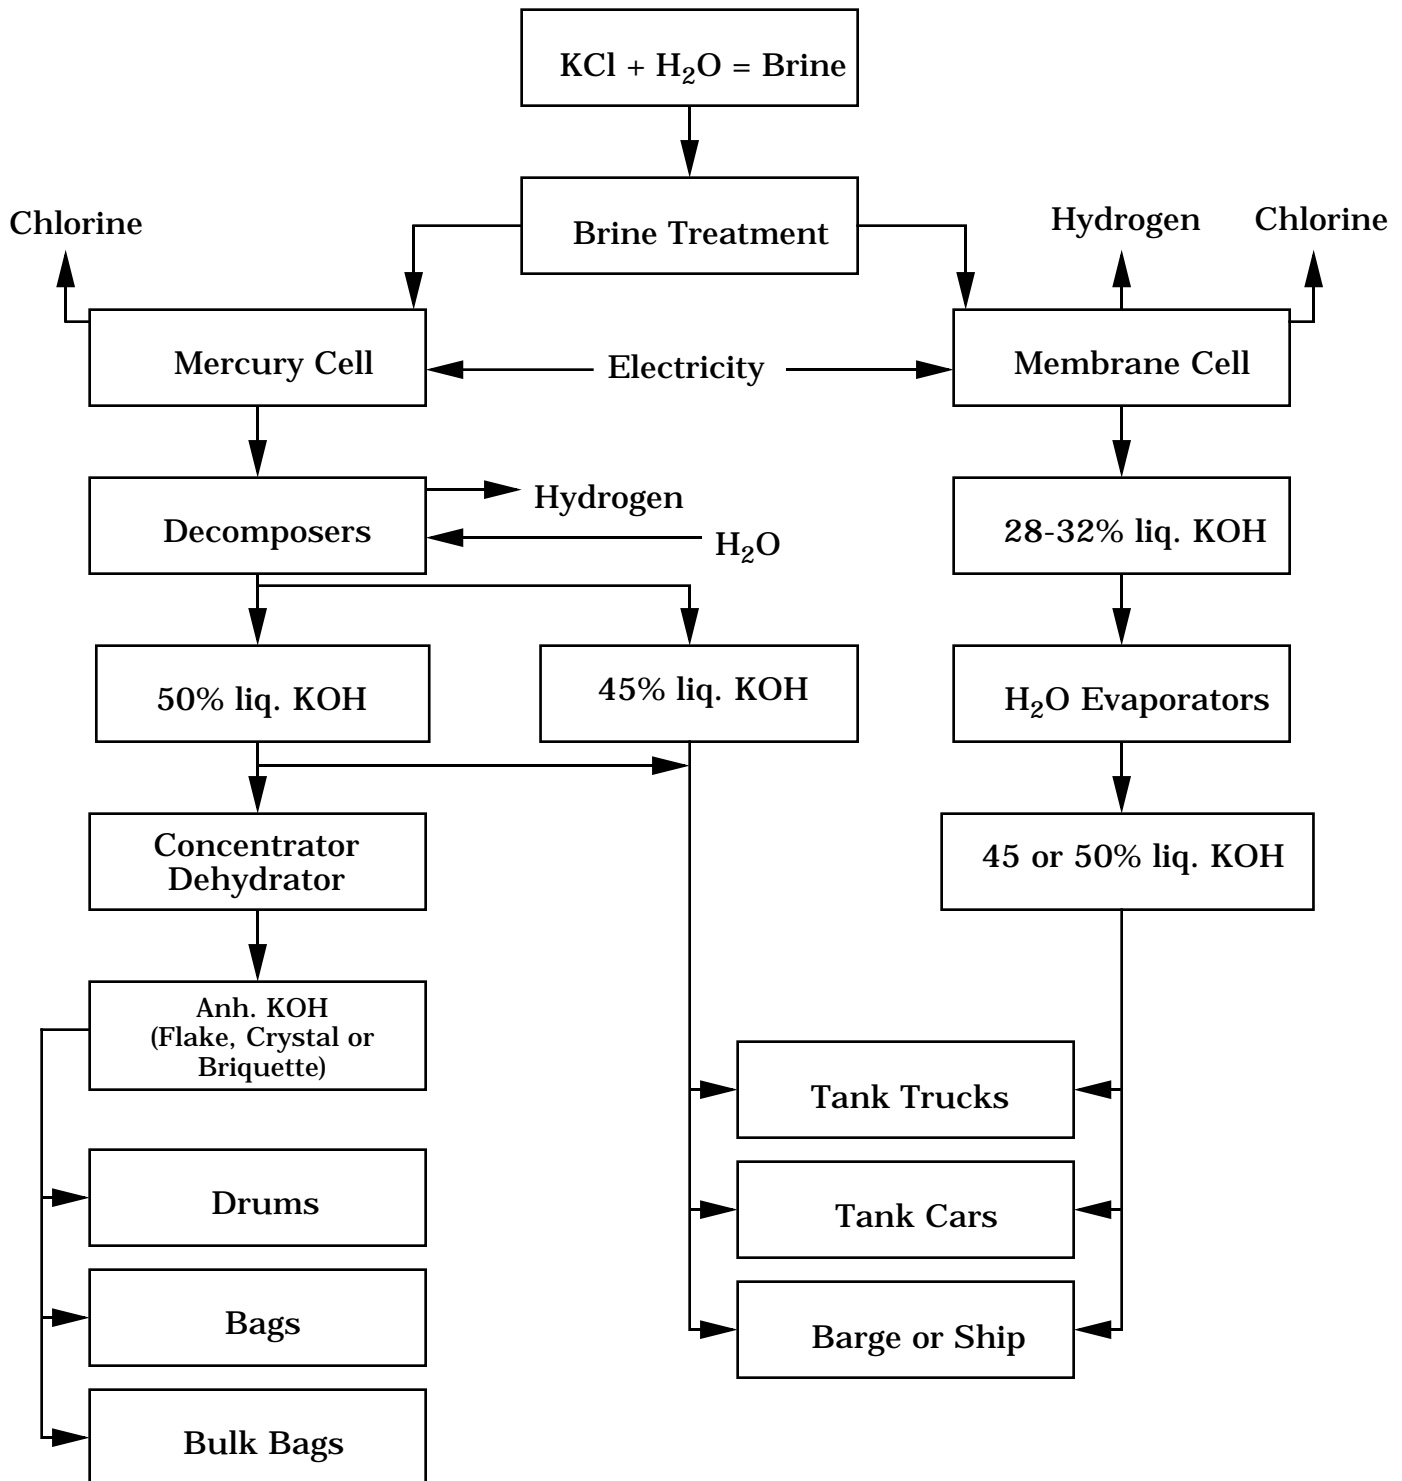 KCl + H₂O = Brine
Brine Treatment
Chlorine
Hydrogen
Chlorine
Mercury Cell
Electricity
Membrane Cell
Decomposers
Hydrogen
H₂O
28-32% liq. KOH
50% liq. KOH
45% liq. KOH
H₂O Evaporators
Concentrator
Dehydrator
45 or 50% liq. KOH
Anh. KOH
(Flake, Crystal or
Briquette)
Tank Trucks
Drums
Tank Cars
Bags
Barge or Ship
Bulk Bags